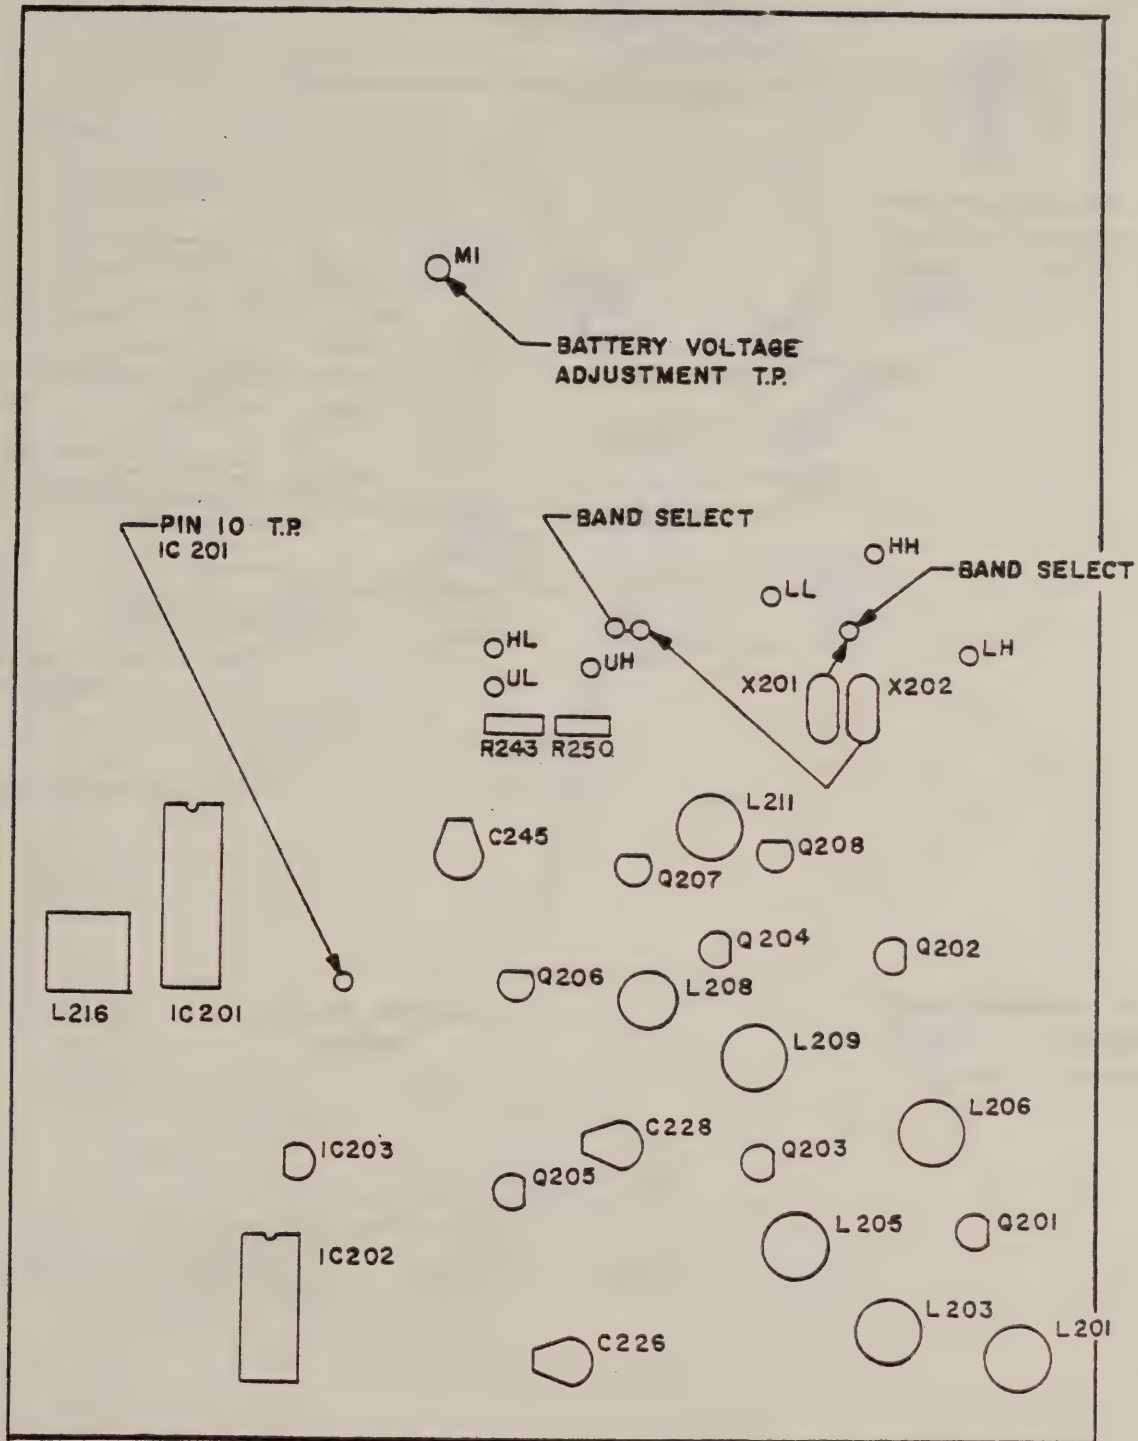 M1
BATTERY VOLTAGE
ADJUSTMENT T.P.
PIN 10 T.P.
IC 201
BAND SELECT
HH
BAND SELECT
LL
HL
UH
LH
UL
X201
X202
R243
R250
L211
C245
Q208
Q207
Q204
Q202
Q206
L208
L216
IC201
L209
L206
C228
IC203
Q203
Q205
L205
Q201
IC202
L203
L201
C226